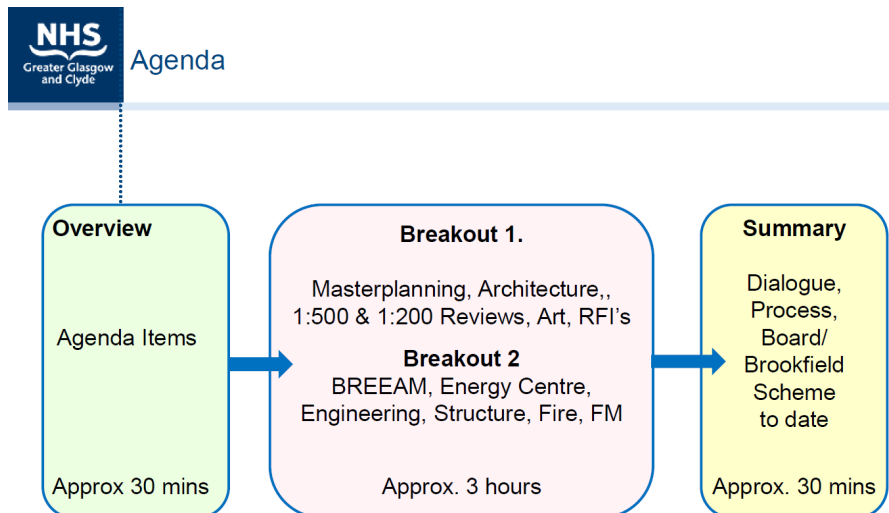 NHS
Greater Glasgow
and Clyde
Agenda
Overview
Agenda Items
Approx 30 mins
Breakout 1.
Masterplanning, Architecture,,
1:500 & 1:200 Reviews, Art, RFI's
Breakout 2
BREEAM, Energy Centre,
Engineering, Structure, Fire, FM
Approx. 3 hours
Summary
Dialogue,
Process,
Board/
Brookfield
Scheme
to date
Approx. 30 mins